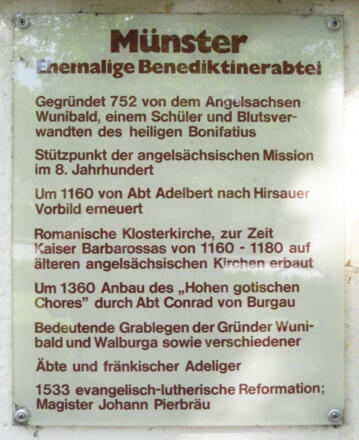 Münster
Ehemalige Benediktinerabtei
Gegründet 752 von dem Angelsachsen
Wunibald, einem Schüler und Blutsver-
wandten des heiligen Bonifatius
Stützpunkt der angelsächsischen Mission
im 8. Jahrhundert
Um 1160 von Abt Adelbert nach Hirsauer
Vorbild erneuert
Romanische Klosterkirche, zur Zeit
Kaiser Barbarossas von 1160 - 1180 auf
älteren angelsächsischen Kirchen erbaut
Um 1360 Anbau des „Hohen gotischen
Chores” durch Abt Conrad von Burgau
Bedeutende Grablegen der Gründer Wuni-
bald und Walburga sowie verschiedener
Äbte und fränkischer Adeliger
1533 evangelisch-lutherische Reformation;
Magister Johann Pierbräu